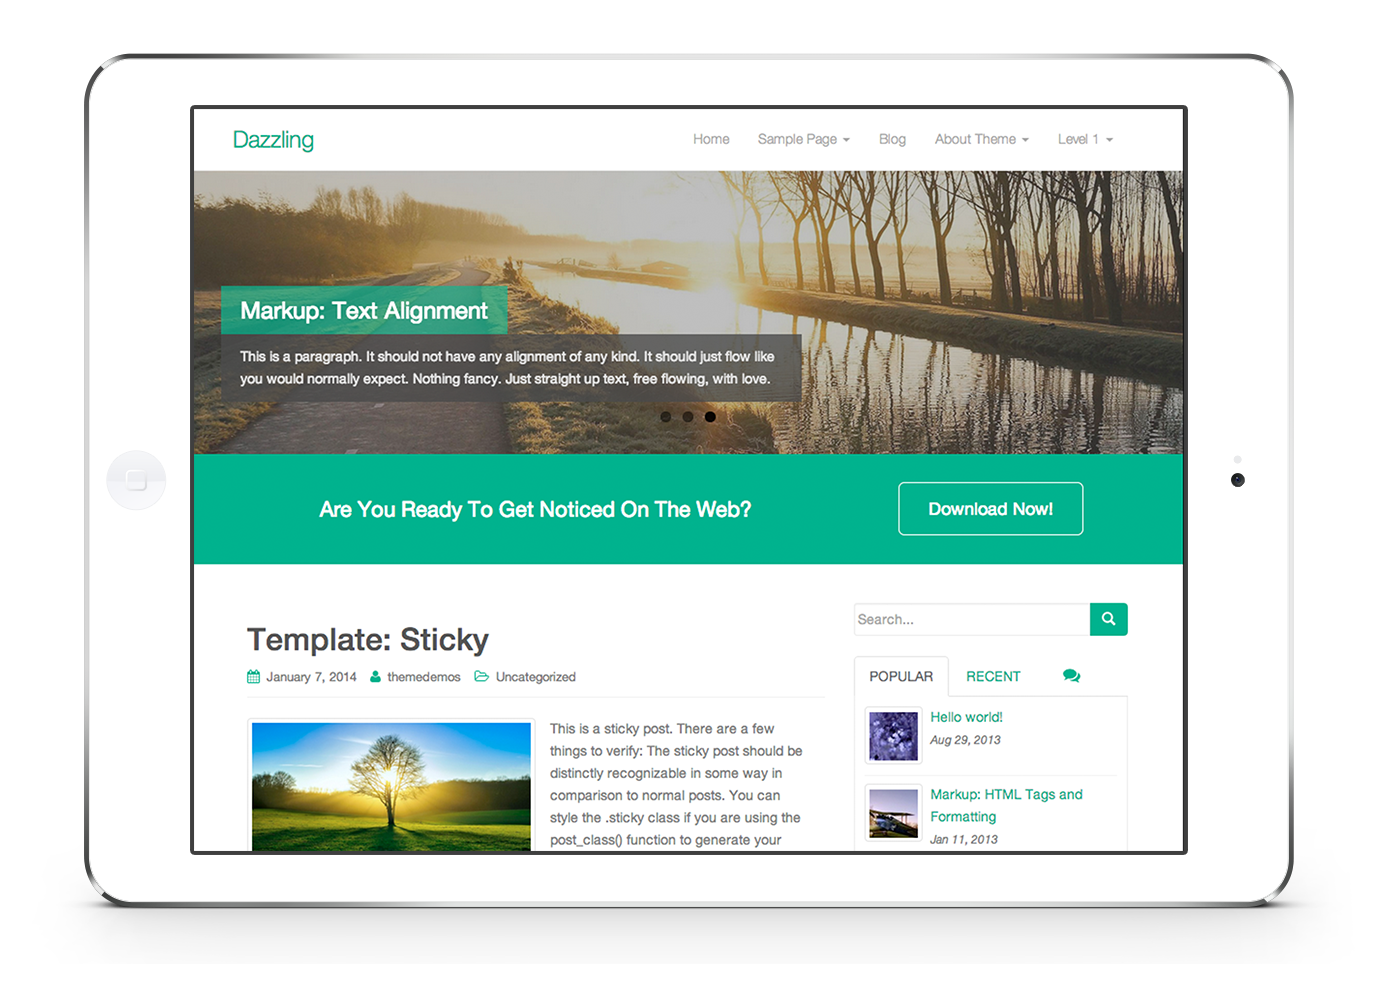 Dazzling
Home Sample Page Blog About Theme Level 1
Markup: Text Alignment
This is a paragraph. It should not have any alignment of any kind. It should just flow like
you would normally expect. Nothing fancy. Just straight up text, free flowing, with love.
Are You Ready To Get Noticed On The Web?
Download Now!
Template: Sticky
January 7, 2014 themedemos Uncategorized
This is a sticky post. There are a few
things to verify: The sticky post should be
distinctly recognizable in some way in
comparison to normal posts. You can
style the .sticky class if you are using the
post_class() function to generate your
Search...
POPULAR RECENT
Hello world!
Aug 29, 2013
Markup: HTML Tags and
Formatting
Jan 11, 2013